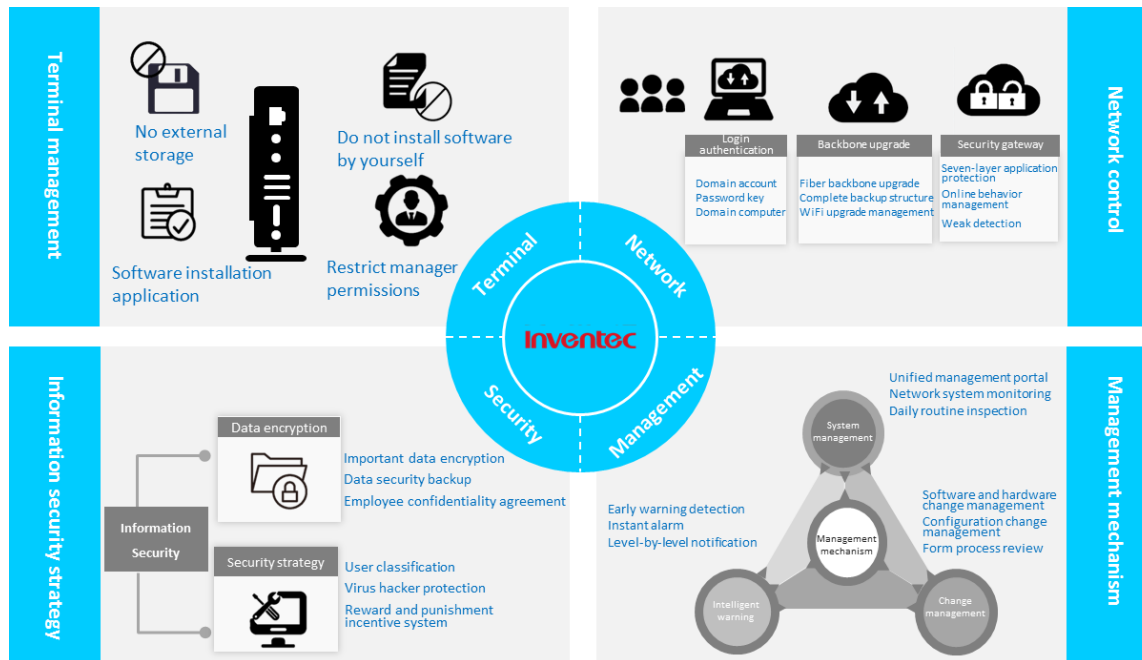 Terminal management
No external
storage
Do not install software
by yourself
Software installation
application
Restrict manager
permissions
Network control
Login
authentication
Domain account
Password key
Domain computer
Backbone upgrade
Fiber backbone upgrade
Complete backup structure
WiFi upgrade management
Security gateway
Seven-layer application
protection
Online behavior
management
Weak detection
Terminal
Network
Security
Management
inventec
Information security strategy
Information
Security
Data encryption
Important data encryption
Data security backup
Employee confidentiality agreement
Security strategy
User classification
Virus hacker protection
Reward and punishment
incentive system
Management mechanism
Unified management portal
Network system monitoring
Daily routine inspection
System
management
Early warning detection
Instant alarm
Level-by-level notification
Management
mechanism
Software and hardware
change management
Configuration change
management
Form process review
Intelligent
warning
Change
management